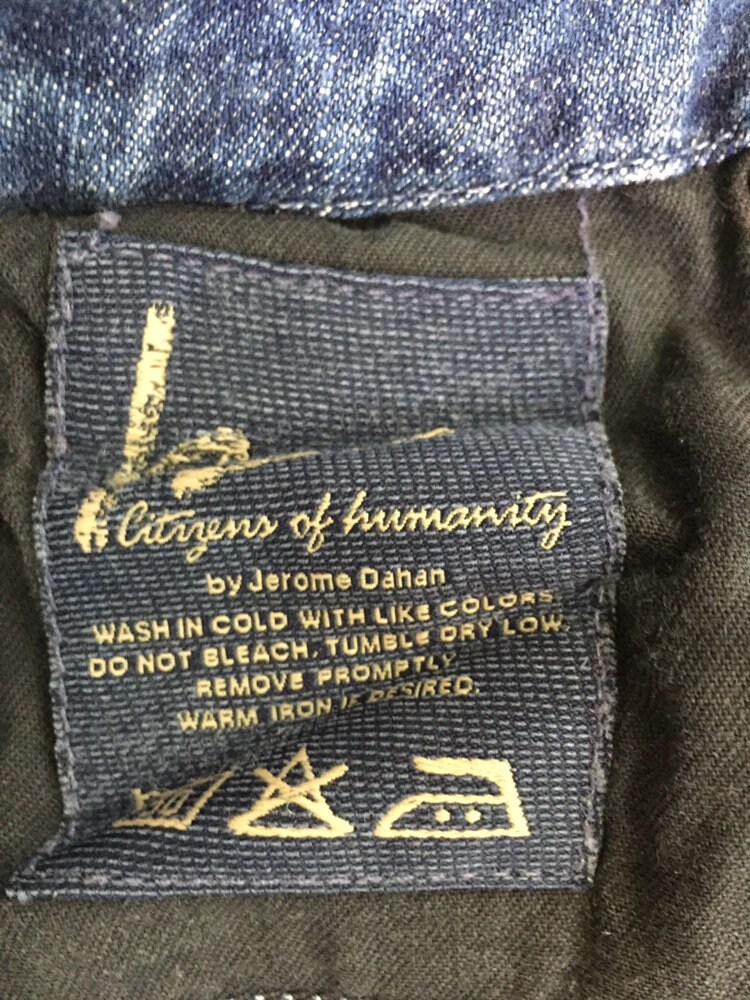 Citizens of humanity
by Jerome Dahan
WASH IN COLD WITH LIKE COLORS
DO NOT BLEACH. TUMBLE DRY LOW.
REMOVE PROMPTLY
WARM IRON IF DESIRED.